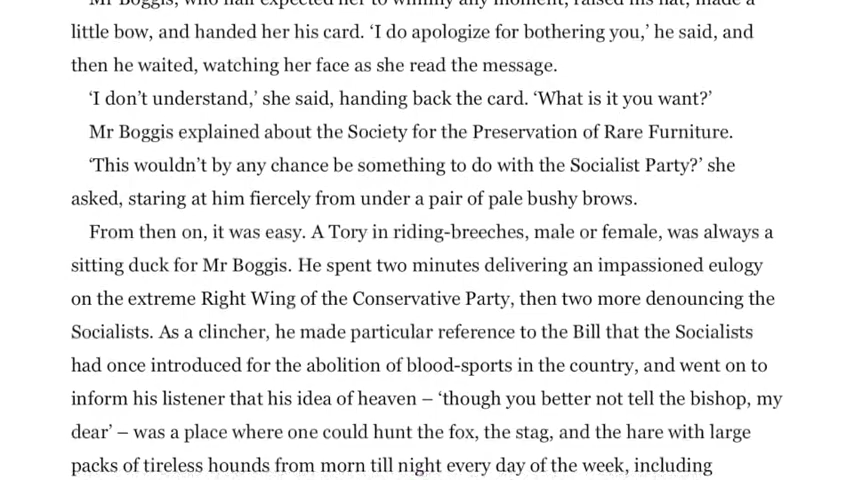 Mr Boggis, who half expected her to whinny any moment, raised his hat, made a
little bow, and handed her his card. ‘I do apologize for bothering you,’ he said, and
then he waited, watching her face as she read the message.
‘I don’t understand,’ she said, handing back the card. ‘What is it you want?’
Mr Boggis explained about the Society for the Preservation of Rare Furniture.
‘This wouldn’t by any chance be something to do with the Socialist Party?’ she
asked, staring at him fiercely from under a pair of pale bushy brows.
From then on, it was easy. A Tory in riding-breeches, male or female, was always a
sitting duck for Mr Boggis. He spent two minutes delivering an impassioned eulogy
on the extreme Right Wing of the Conservative Party, then two more denouncing the
Socialists. As a clincher, he made particular reference to the Bill that the Socialists
had once introduced for the abolition of blood-sports in the country, and went on to
inform his listener that his idea of heaven – ‘though you better not tell the bishop, my
dear’ – was a place where one could hunt the fox, the stag, and the hare with large
packs of tireless hounds from morn till night every day of the week, including